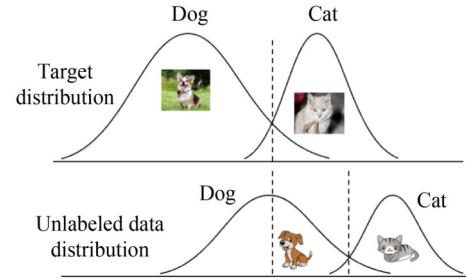 Dog
Cat
Target
distribution
Dog
Cat
Unlabeled data
distribution